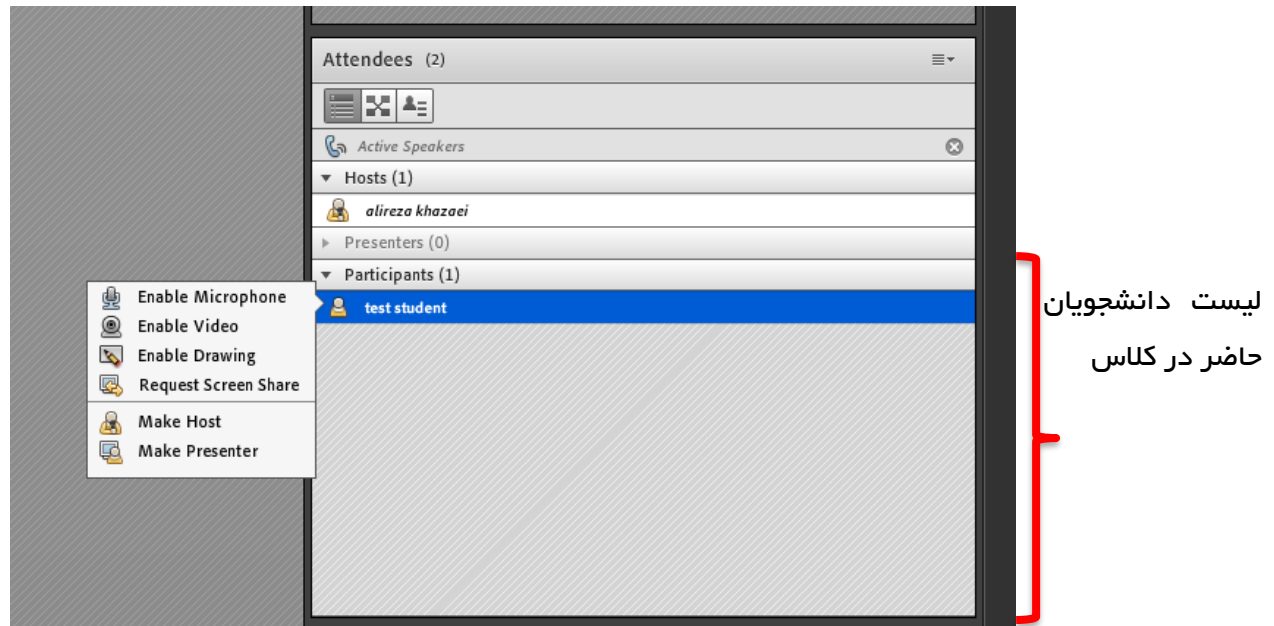 Attendees (2)
Active Speakers
Hosts (1)
alireza khazaei
Presenters (0)
Participants (1)
test student
Enable Microphone
Enable Video
Enable Drawing
Request Screen Share
Make Host
Make Presenter
لیست دانشجویان
حاضر در کلاس